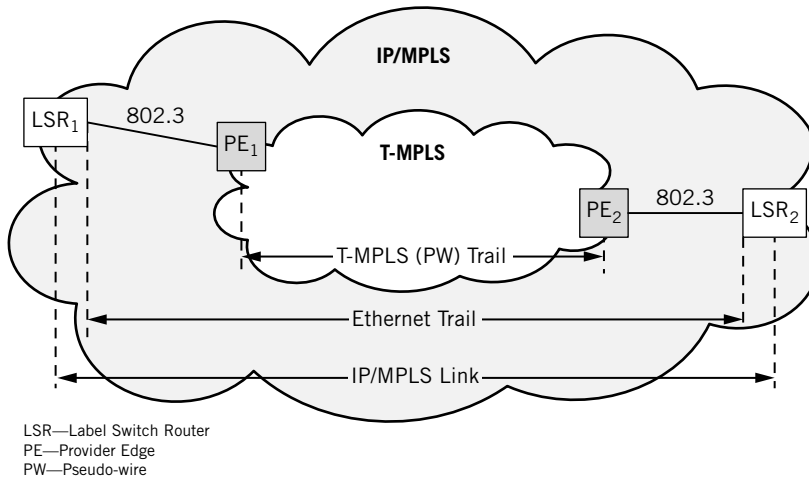 IP/MPLS
LSR₁
802.3
PE₁
T-MPLS
PE₂
802.3
LSR₂
T-MPLS (PW) Trail
Ethernet Trail
IP/MPLS Link
LSR—Label Switch Router
PE—Provider Edge
PW—Pseudo-wire